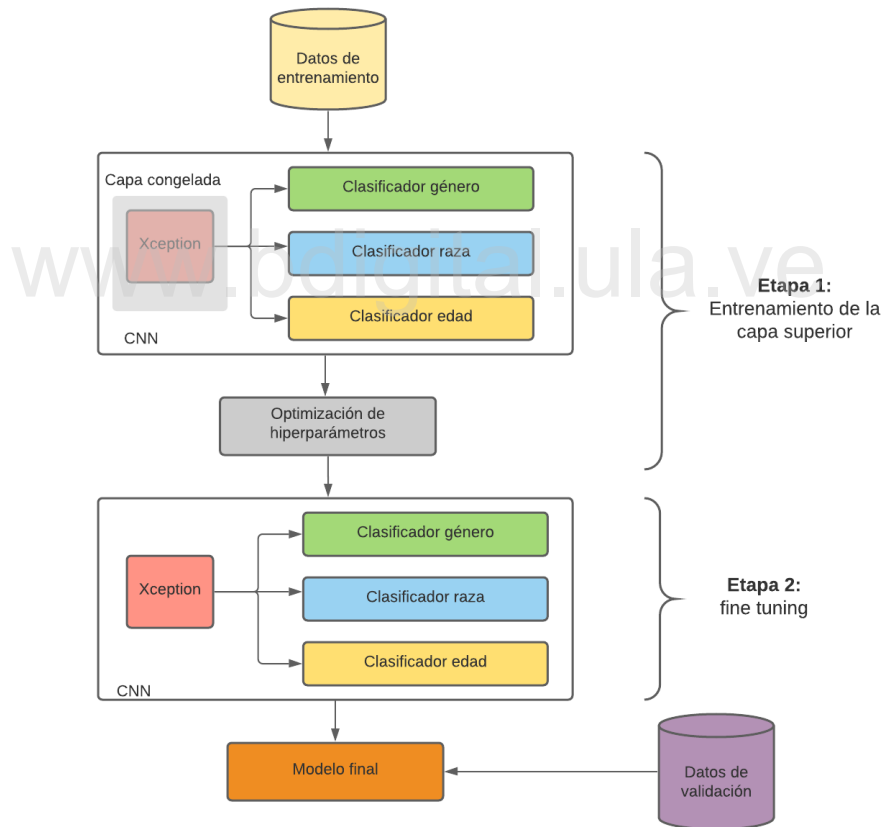 Datos de
entrenamiento
Capa congelada
Xception
Clasificador género
Clasificador raza
Clasificador edad
CNN
www.bdigital.ula.ve
Etapa 1:
Entrenamiento de la
capa superior
Optimización de
hiperparámetros
Xception
Clasificador género
Clasificador raza
Clasificador edad
CNN
Etapa 2:
fine tuning
Modelo final
Datos de
validación